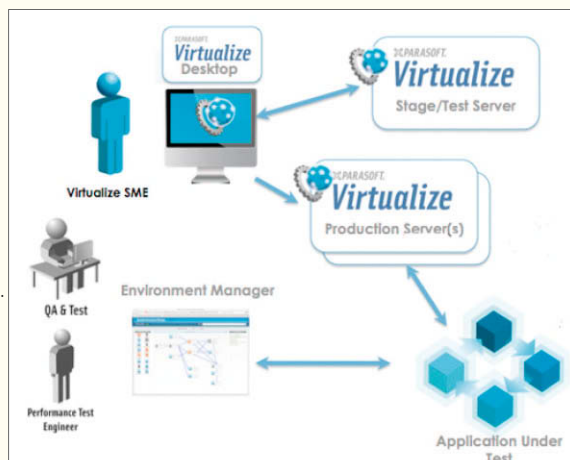 PARASOFT.
Virtualize
Desktop
PARASOFT.
Virtualize
Stage/Test Server
Virtualize SME
PARASOFT.
Virtualize
Production Server(s)
QA & Test
Environment Manager
Performance Test
Engineer
Application Under
Test